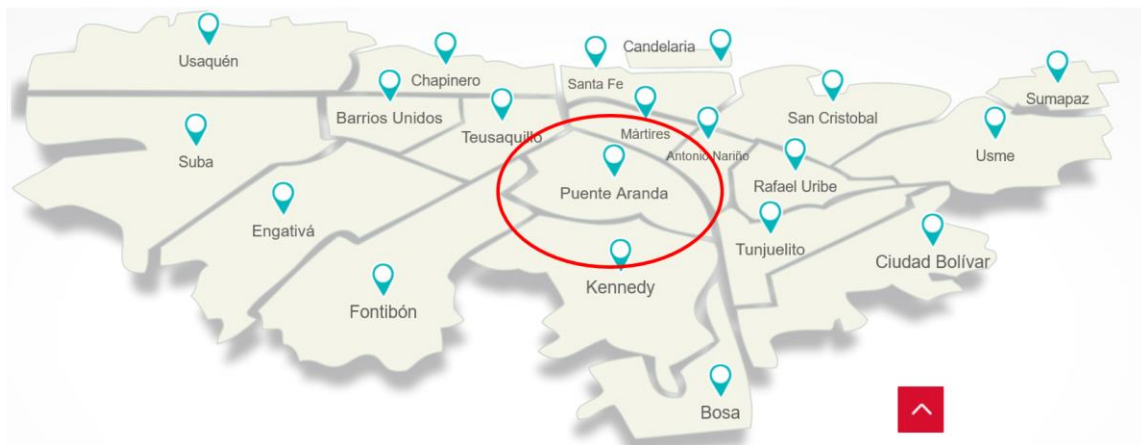 Usaquén
Chapinero
Santa Fe
Candelaria
Sumapaz
Barrios Unidos
Teusaquillo
Mártires
San Cristobal
Suba
Antonio Nariño
Usme
Engativá
Puente Aranda
Rafael Uribe
Tunjuelito
Ciudad Bolívar
Fontibón
Kennedy
Bosa